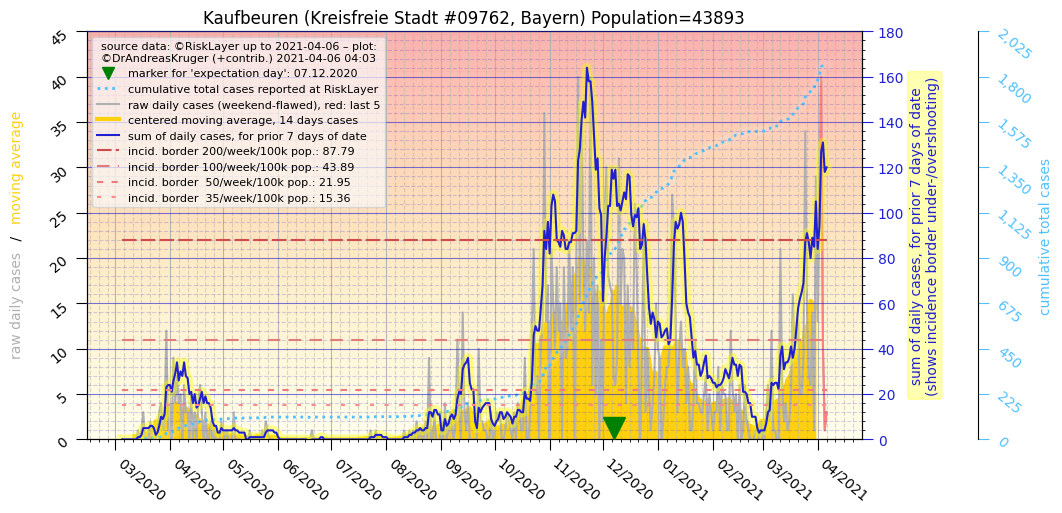 Kaufbeuren (Kreisfreie Stadt #09762, Bayern) Population=43893
source data: ©RiskLayer up to 2021-04-06 – plot:
©DrAndreasKruger (+contrib.) 2021-04-06 04:03
marker for 'expectation day': 07.12.2020
cumulative total cases reported at RiskLayer
raw daily cases (weekend-flawed), red: last 5
centered moving average, 14 days cases
sum of daily cases, for prior 7 days of date
incid. border 200/week/100k pop.: 87.79
incid. border 100/week/100k pop.: 43.89
incid. border  50/week/100k pop.: 21.95
incid. border  35/week/100k pop.: 15.36
raw daily cases  /  moving average
45
40
35
30
25
20
15
10
5
0
03/2020
04/2020
05/2020
06/2020
07/2020
08/2020
09/2020
10/2020
11/2020
12/2020
01/2021
02/2021
03/2021
04/2021
180
160
140
120
100
80
60
40
20
0
sum of daily cases, for prior 7 days of date
(shows incidence border under-/overshooting)
2,025
1,800
1,575
1,350
1,125
900
675
450
225
0
cumulative total cases